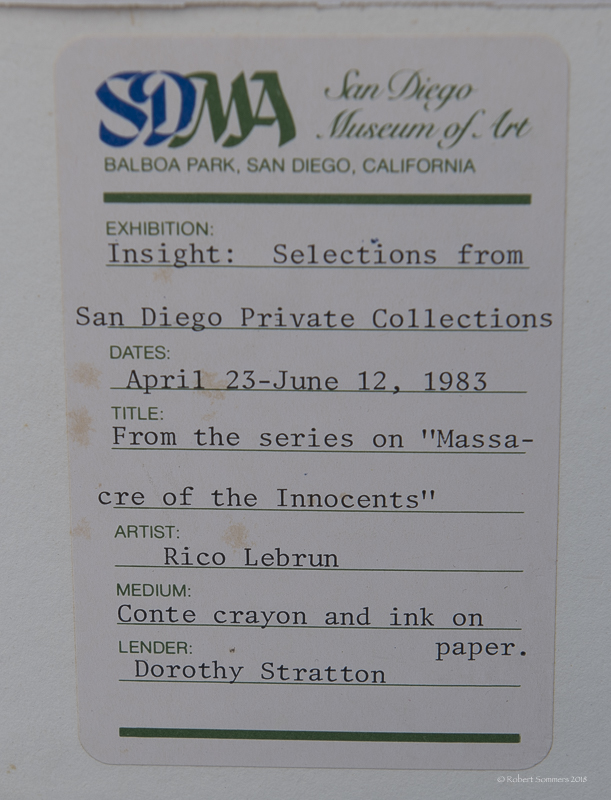 SDMA
San Diego
Museum of Art
BALBOA PARK, SAN DIEGO, CALIFORNIA
EXHIBITION:
Insight: Selections from
San Diego Private Collections
DATES:
April 23-June 12, 1983
TITLE:
From the series on "Massa-
cre of the Innocents"
ARTIST:
Rico Lebrun
MEDIUM:
Conte crayon and ink on
paper.
LENDER:
Dorothy Stratton
© Robert Sommers 2018